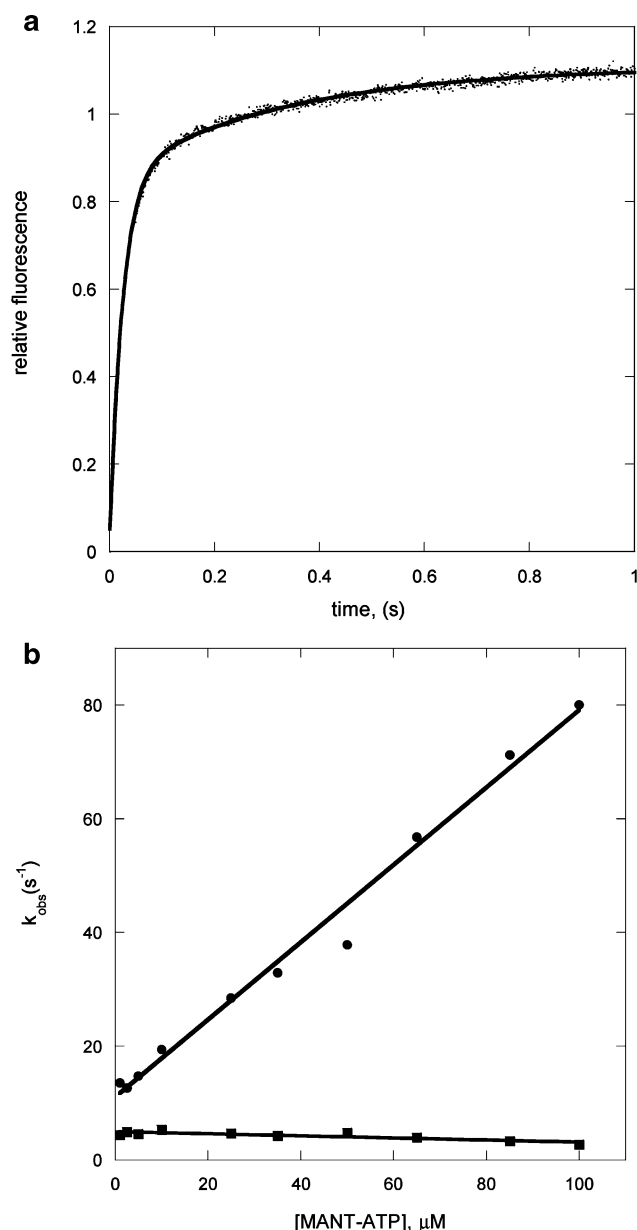 a
1.2
1
0.8
0.6
0.4
0.2
0
relative fluorescence
0 0.2 0.4 0.6 0.8 1
time, (s)
b
80
60
40
20
0
k_obs(s^-1)
0 20 40 60 80 100
[MANT-ATP], μM